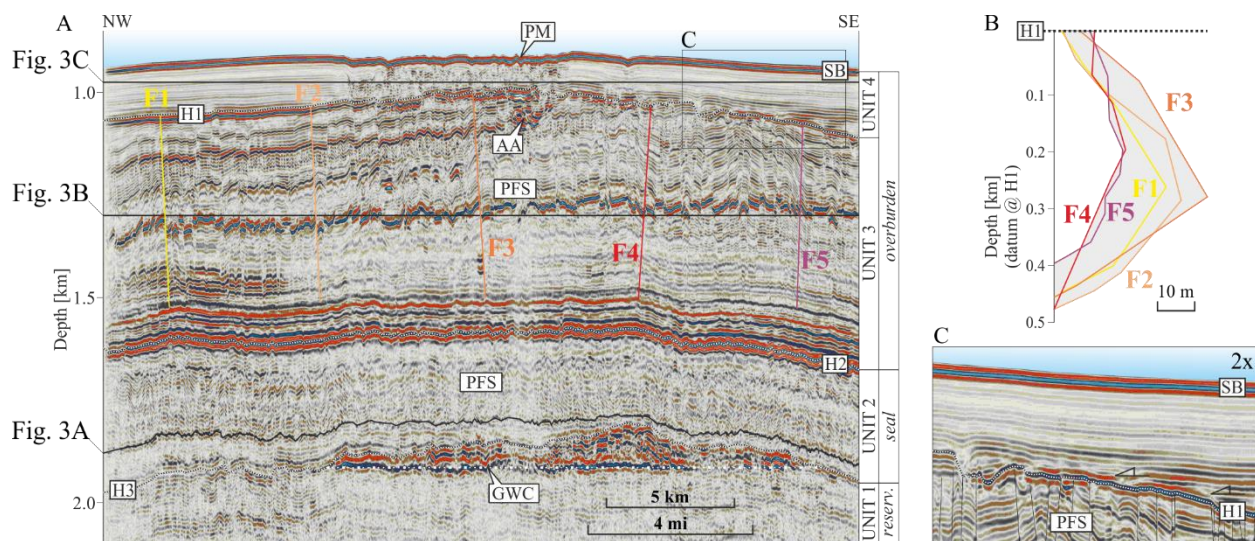 A
NW
SE
PM
Fig. 3C
C
SB
1.0
F1
F2
H1
AA
UNIT 4
PFS
Fig. 3B
overburden
UNIT 3
F3
F4
F5
Depth [km]
1.5
H2
PFS
UNIT 2
seal
Fig. 3A
H3
GWC
5 km
4 mi
2.0
UNIT 1
reserv.
B
H1
0.1
F3
0.2
Depth [km]
(datum @ H1)
F1
F4
F5
0.3
0.4
F2
10 m
0.5
C
2x
SB
H1
PFS